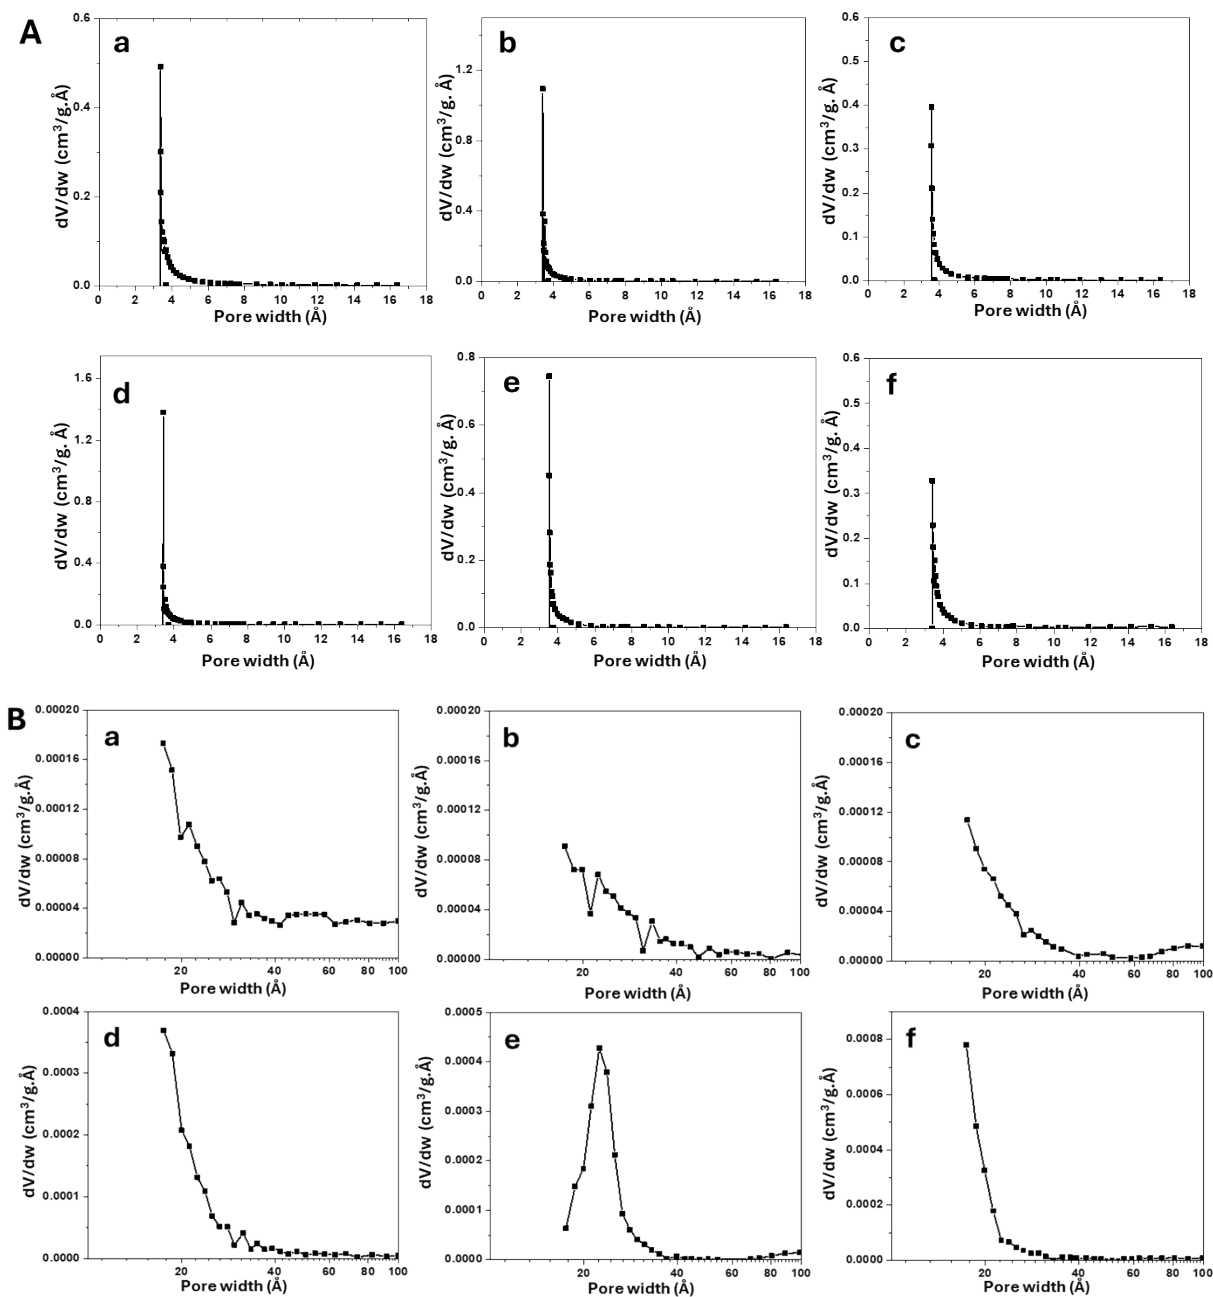 A
a
0.6
0.4
0.2
0.0
dV/dw (cm³/g.Å)
0 2 4 6 8 10 12 14 16 18
Pore width (Å)
b
1.2
0.8
0.4
0.0
dV/dw (cm³/g. Å)
0 2 4 6 8 10 12 14 16 18
Pore width (Å)
c
0.6
0.5
0.4
0.3
0.2
0.1
0.0
dV/dw (cm³/g.Å)
0 2 4 6 8 10 12 14 16 18
Pore width (Å)
d
1.6
1.2
0.8
0.4
0.0
dV/dw (cm³/g. Å)
0 2 4 6 8 10 12 14 16 18
Pore width (Å)
e
0.8
0.6
0.4
0.2
0.0
dV/dw (cm³/g. Å)
0 2 4 6 8 10 12 14 16 18
Pore width (Å)
f
0.6
0.5
0.4
0.3
0.2
0.1
0.0
dV/dw (cm³/g. Å)
0 2 4 6 8 10 12 14 16 18
Pore width (Å)
B
a
0.00020
0.00016
0.00012
0.00008
0.00004
0.00000
dV/dw (cm³/g.Å)
20 40 60 80 100
Pore width (Å)
b
0.00020
0.00016
0.00012
0.00008
0.00004
0.00000
dV/dw (cm³/g.Å)
20 40 60 80 100
Pore width (Å)
c
0.00020
0.00016
0.00012
0.00008
0.00004
0.00000
dV/dw (cm³/g.Å)
20 40 60 80 100
Pore width (Å)
d
0.0004
0.0003
0.0002
0.0001
0.0000
dV/dw (cm³/g.Å)
20 40 60 80 100
Pore width (Å)
e
0.0005
0.0004
0.0003
0.0002
0.0001
0.0000
dV/dw (cm³/g.Å)
20 40 60 80 100
Pore width (Å)
f
0.0008
0.0006
0.0004
0.0002
0.0000
dV/dw (cm³/g.Å)
20 40 60 80 100
Pore width (Å)